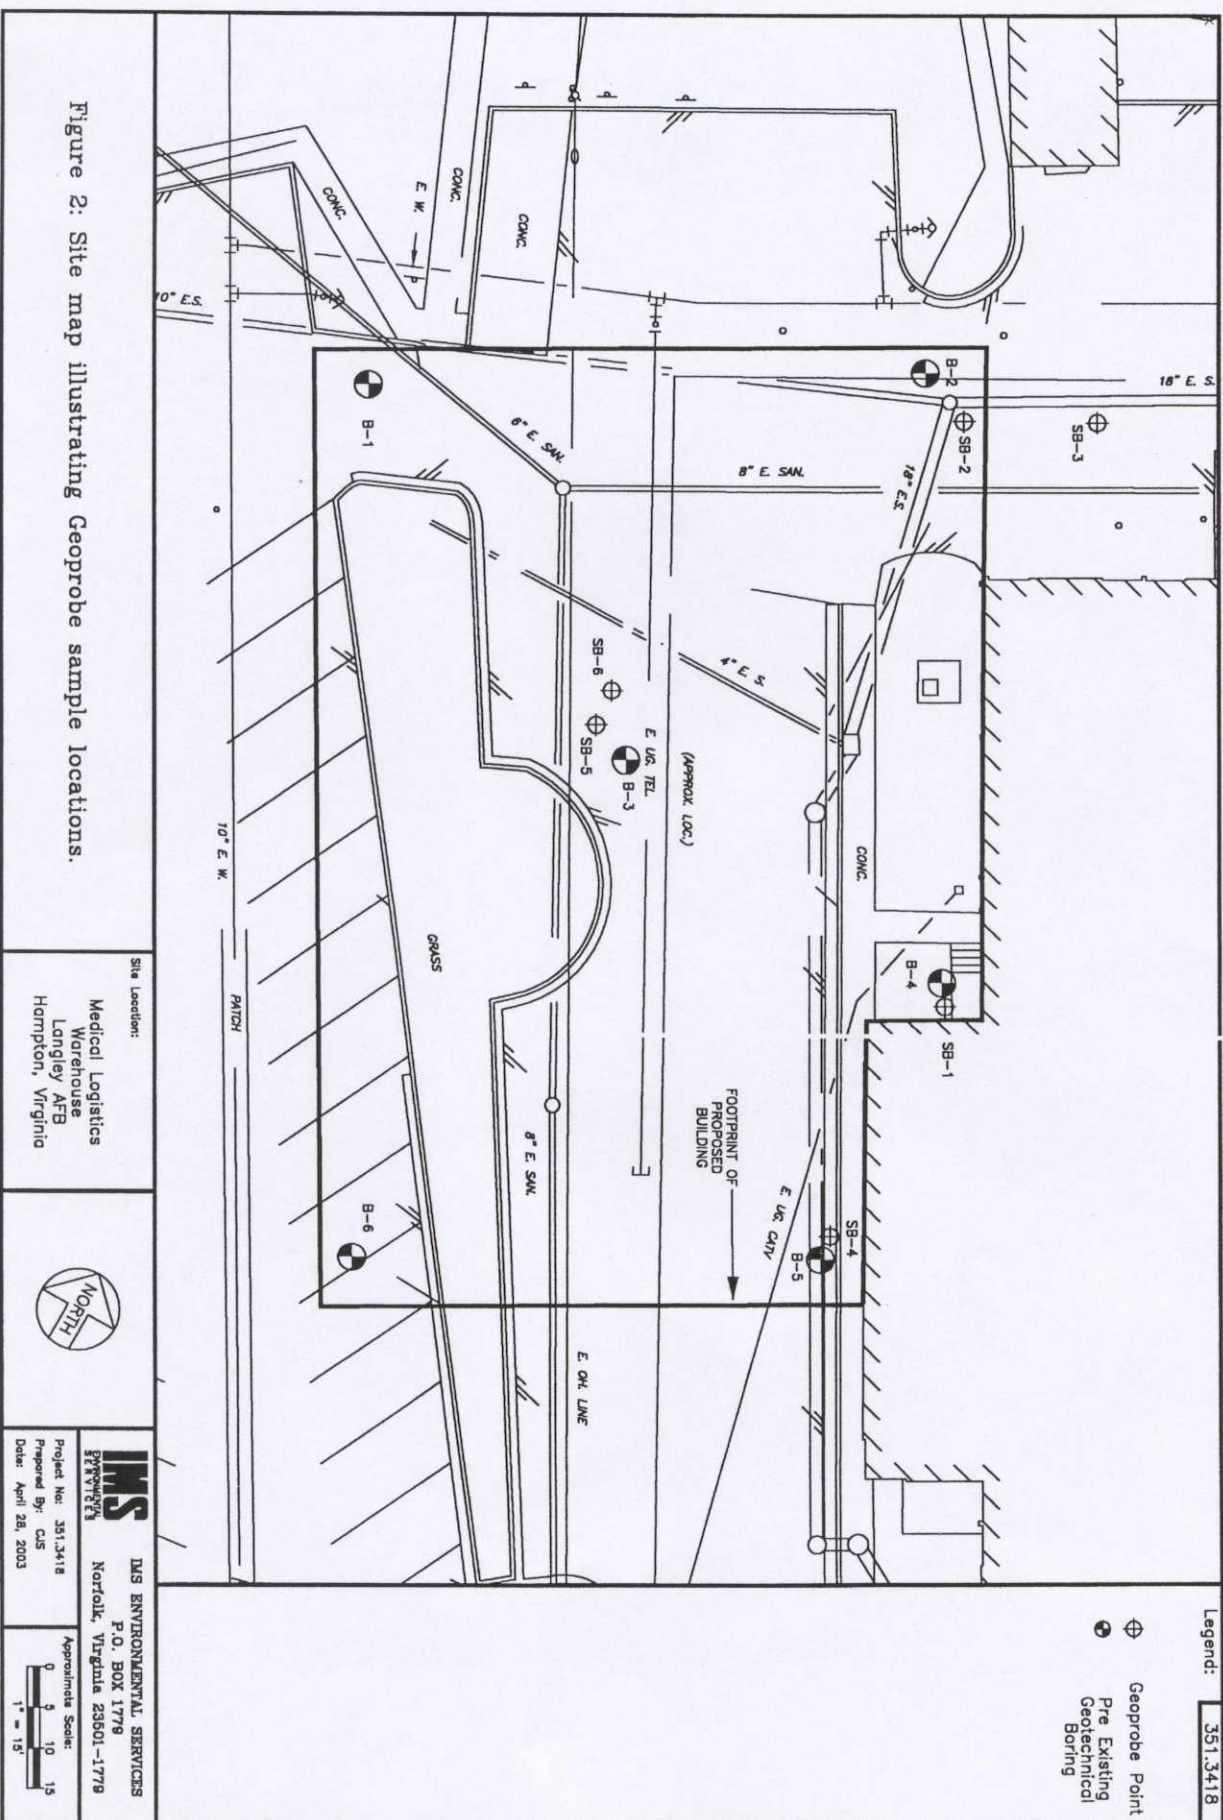 351.3418
Legend:
Geoprobe Point
Pre Existing
Geotechnical
Boring
18" E. S.
SB-3
B-2
SB-2
18" E.S.
8" E. SAN.
6" E. SAN.
CONC.
CONC.
CONC.
E. W.
10" E.S.
B-1
4" E. S.
SB-6
SB-5
B-3
E. UG. TEL
(APPROX. LOC.)
CONC.
B-4
SB-1
GRASS
10" E. W.
PATCH
FOOTPRINT OF
PROPOSED
BUILDING
8" E. SAN.
E. UG. CATV
SB-4
B-5
B-6
E. OH. LINE
Figure 2: Site map illustrating Geoprobe sample locations.
Site Location:
Medical Logistics
Warehouse
Langley AFB
Hampton, Virginia
NORTH
IMS
ENVIRONMENTAL
SERVICES
IMS ENVIRONMENTAL SERVICES
P.O. BOX 1779
Norfolk, Virginia 23501-1779
Project No: 351.3418
Prepared By: CJS
Date: April 28, 2003
Approximate Scale:
0 5 10 15
1" = 15'